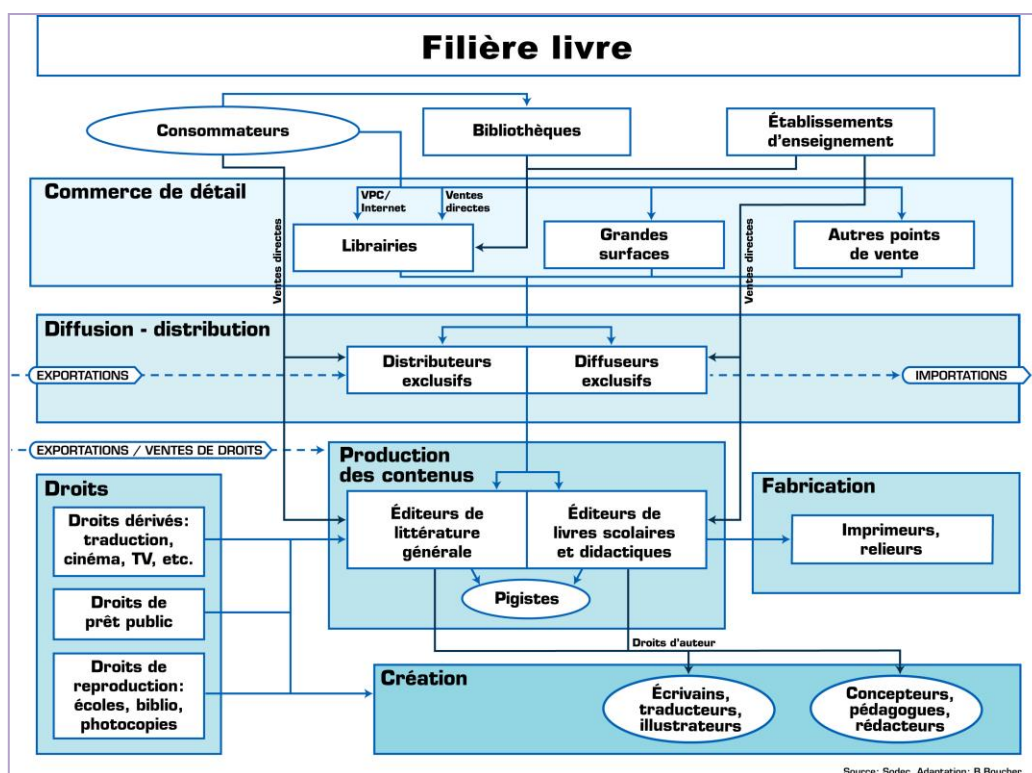 Filière livre
Consommateurs
Bibliothèques
Établissements
d'enseignement
Commerce de détail
VPC/
Internet
Ventes
directes
Librairies
Grandes
surfaces
Autres points
de vente
Ventes directes
Ventes directes
Diffusion - distribution
Distributeurs
exclusifs
Diffuseurs
exclusifs
EXPORTATIONS
IMPORTATIONS
EXPORTATIONS / VENTES DE DROITS
Production
des contenus
Droits
Droits dérivés:
traduction,
cinéma, TV, etc.
Droits de
prêt public
Droits de
reproduction:
écoles, biblio,
photocopies
Éditeurs de
littérature
générale
Éditeurs de
livres scolaires
et didactiques
Pigistes
Fabrication
Imprimeurs,
relieurs
Droits d'auteur
Création
Écrivains,
traducteurs,
illustrateurs
Concepteurs,
pédagogues,
rédacteurs
Source: Sodec. Adaptation: B.Boucher